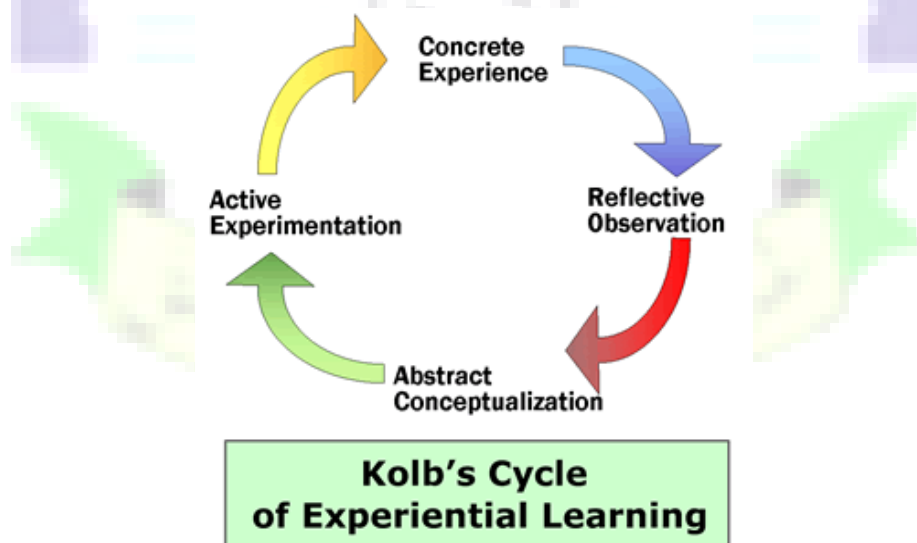 Concrete
Experience
Active
Experimentation
Reflective
Observation
Abstract
Conceptualization
Kolb's Cycle
of Experiential Learning